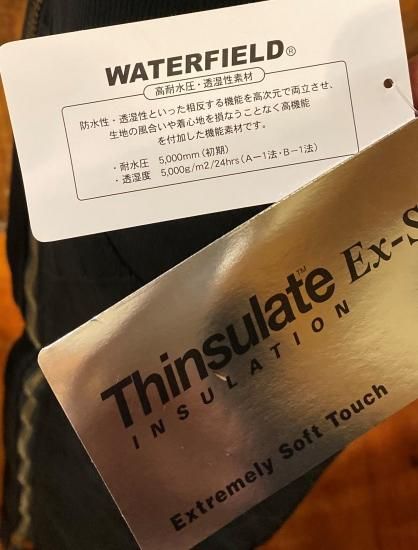 WATERFIELD®
高耐水圧・透湿性素材
防水性・透湿性といった相反する機能を高次元で両立させ、
生地の風合いや着心地を損なうことなく高機能
を付加した機能素材です。
・耐水圧 5,000mm（初期）
・透湿度 5,000g/m2/24hrs（A－1法・B－1法）
Thinsulate™ Ex-S
INSULATION
Extremely Soft Touch